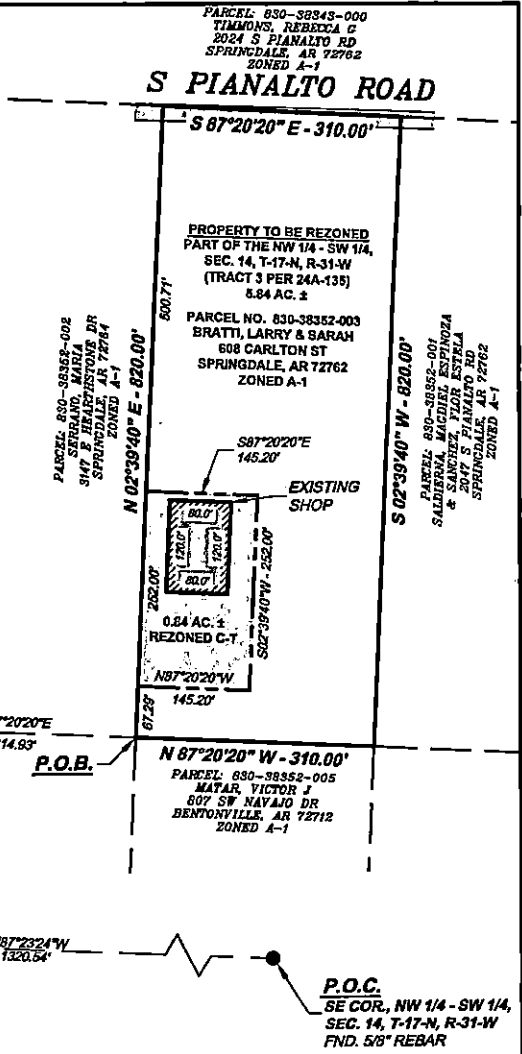 PARCEL: 830-38343-000
TIMMONS, REBECCA G
2024 S PIANALTO RD
SPRINGDALE, AR 72762
ZONED A-1
S PIANALTO ROAD
S 87°20'20" E - 310.00'
PROPERTY TO BE REZONED
PART OF THE NW 1/4 - SW 1/4,
SEC. 14, T-17-N, R-31-W
(TRACT 3 PER 24A-135)
5.84 AC. ±
PARCEL NO. 830-38352-003
BRATTI, LARRY & SARAH
608 CARLTON ST
SPRINGDALE, AR 72762
ZONED A-1
500.71'
N 02°39'40" E - 820.00'
PARCEL: 830-38352-002
SERRANO, MARIA
3147 E HEARTHSTONE DR
SPRINGDALE, AR 72764
ZONED A-1
S 02°39'40" W - 820.00'
PARCEL: 830-38352-001
SALDIERNA, MAGDIEL ESPINOZA
& SANCHEZ, FLOR ESTELA
2047 S PIANALTO RD
SPRINGDALE, AR 72762
ZONED A-1
S87°20'20"E
145.20'
EXISTING
SHOP
80.0'
120.0'
120.0'
80.0'
252.00'
S02°39'40"W - 252.00'
0.84 AC. ±
REZONED C-T
N87°20'20"W
145.20'
67.29'
7°20'20"E
14.93'
P.O.B.
N 87°20'20" W - 310.00'
PARCEL: 830-38352-005
MATAR, VICTOR J
807 SW NAVAJO DR
BENTONVILLE, AR 72712
ZONED A-1
87°23'24"W
1320.54'
P.O.C.
SE COR., NW 1/4 - SW 1/4,
SEC. 14, T-17-N, R-31-W
FND. 5/8" REBAR